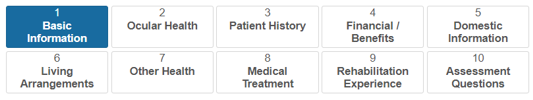 1
Basic
Information
2
Ocular Health
3
Patient History
4
Financial /
Benefits
5
Domestic
Information
6
Living
Arrangements
7
Other Health
8
Medical
Treatment
9
Rehabilitation
Experience
10
Assessment
Questions